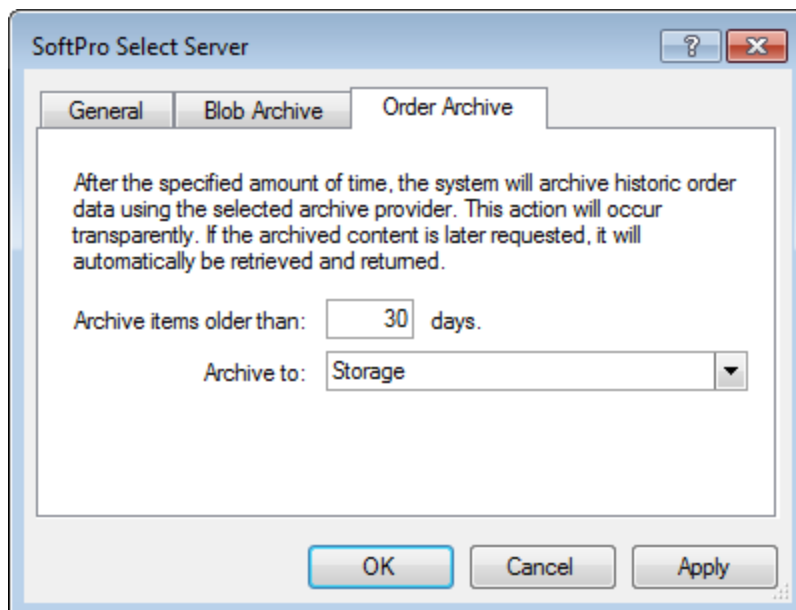 SoftPro Select Server
?
General Blob Archive Order Archive
After the specified amount of time, the system will archive historic order
data using the selected archive provider. This action will occur
transparently. If the archived content is later requested, it will
automatically be retrieved and returned.
Archive items older than: 30 days.
Archive to: Storage
OK Cancel Apply